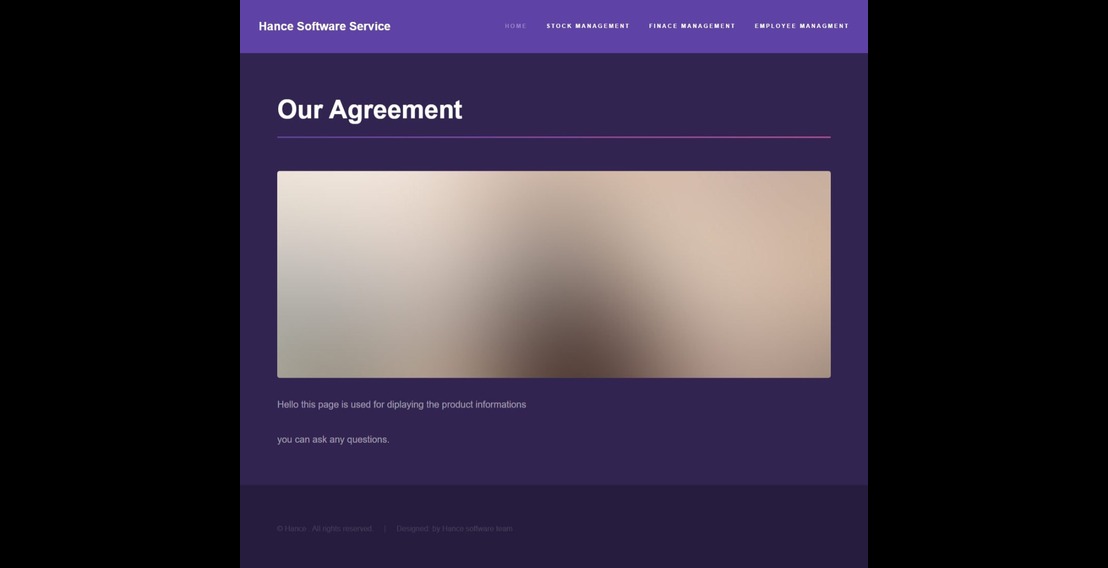 Hance Software Service
HOME STOCK MANAGEMENT FINACE MANAGEMENT EMPLOYEE MANAGMENT
Our Agreement
Hello this page is used for diplaying the product informations
you can ask any questions.
© Hance All rights reserved | Designed by Hance software team